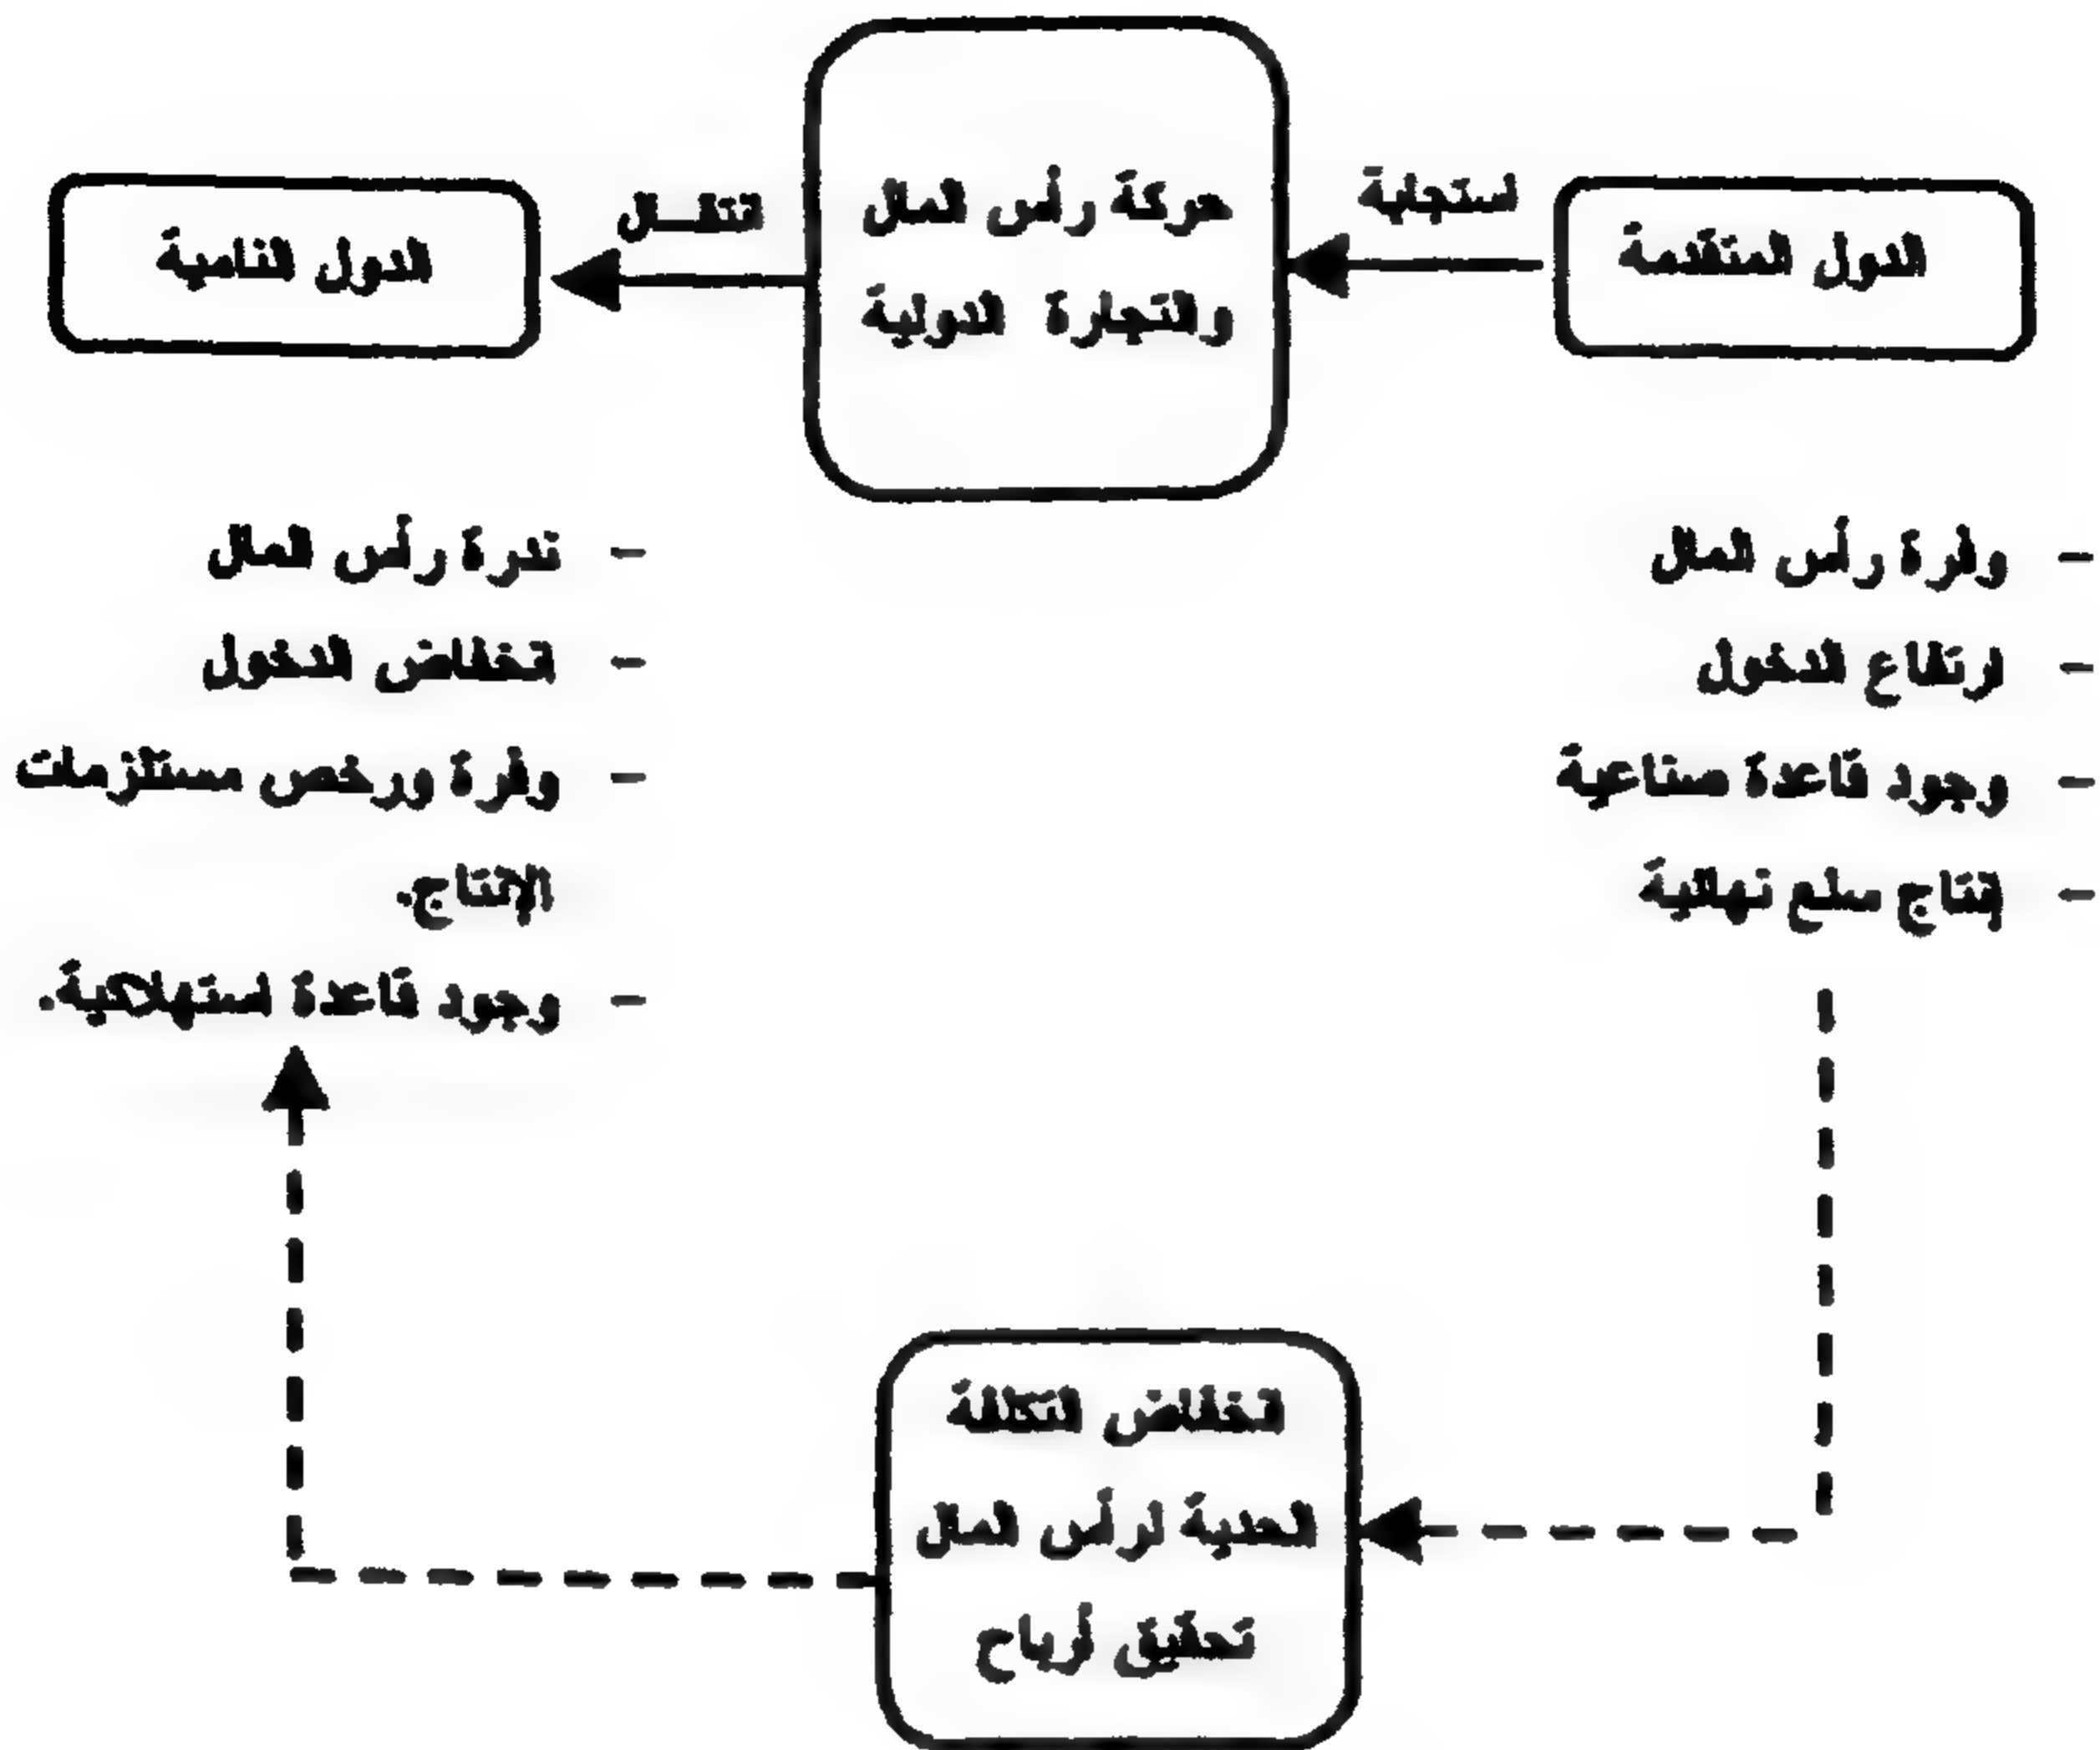 الدول المتقدمة
استجابة
حركة رأس المال
والتجارة الدولية
انتقــال
الدول النامية
- وفرة رأس المال
- ارتفاع الدخول
- وجود قاعدة صناعية
- إنتاج سلع نهائية
- ندرة رأس المال
- انخفاض الدخول
- وفرة ورخص مستلزمات
الإنتاج.
- وجود قاعدة استهلاكية.
انخفاض التكلفة
الحدية لرأس المال
تحقيق أرباح